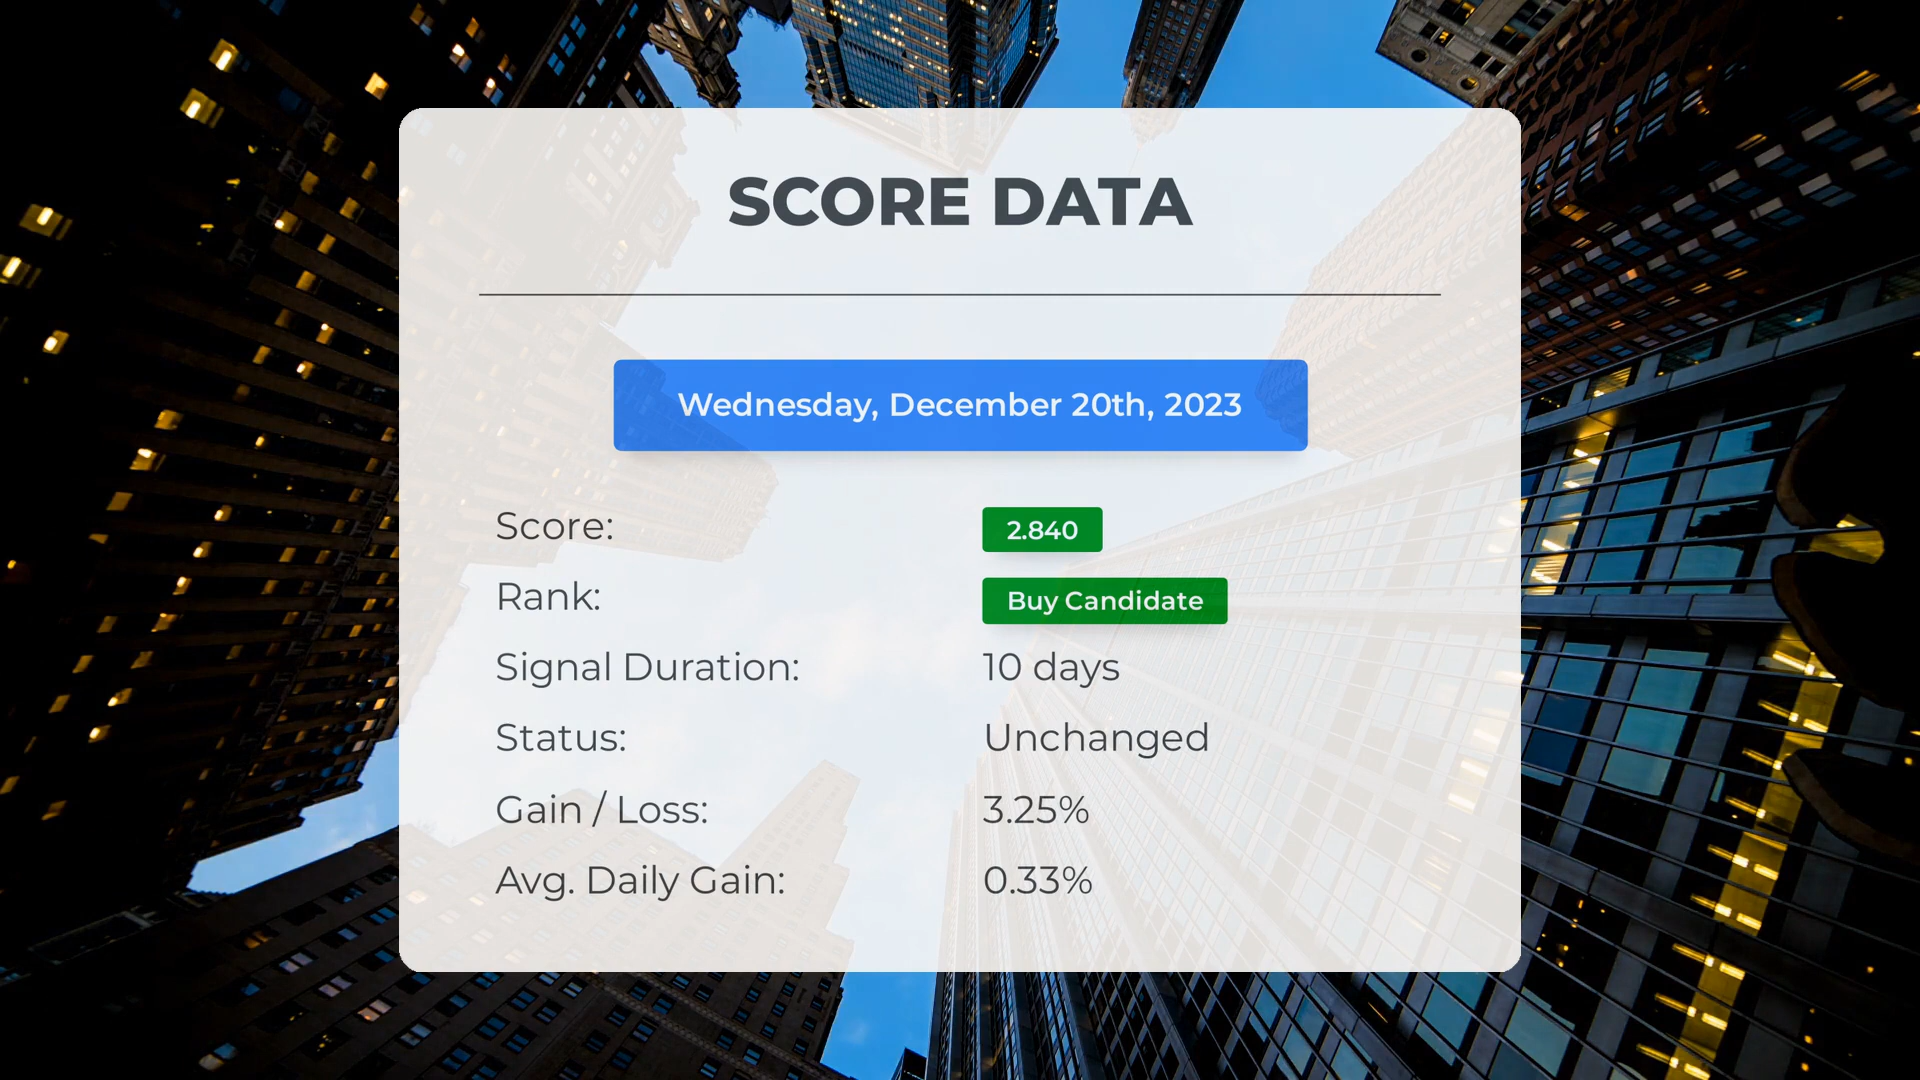 SCORE DATA
Wednesday, December 20th, 2023
Score: 2.840
Rank: Buy Candidate
Signal Duration: 10 days
Status: Unchanged
Gain / Loss: 3.25%
Avg. Daily Gain: 0.33%